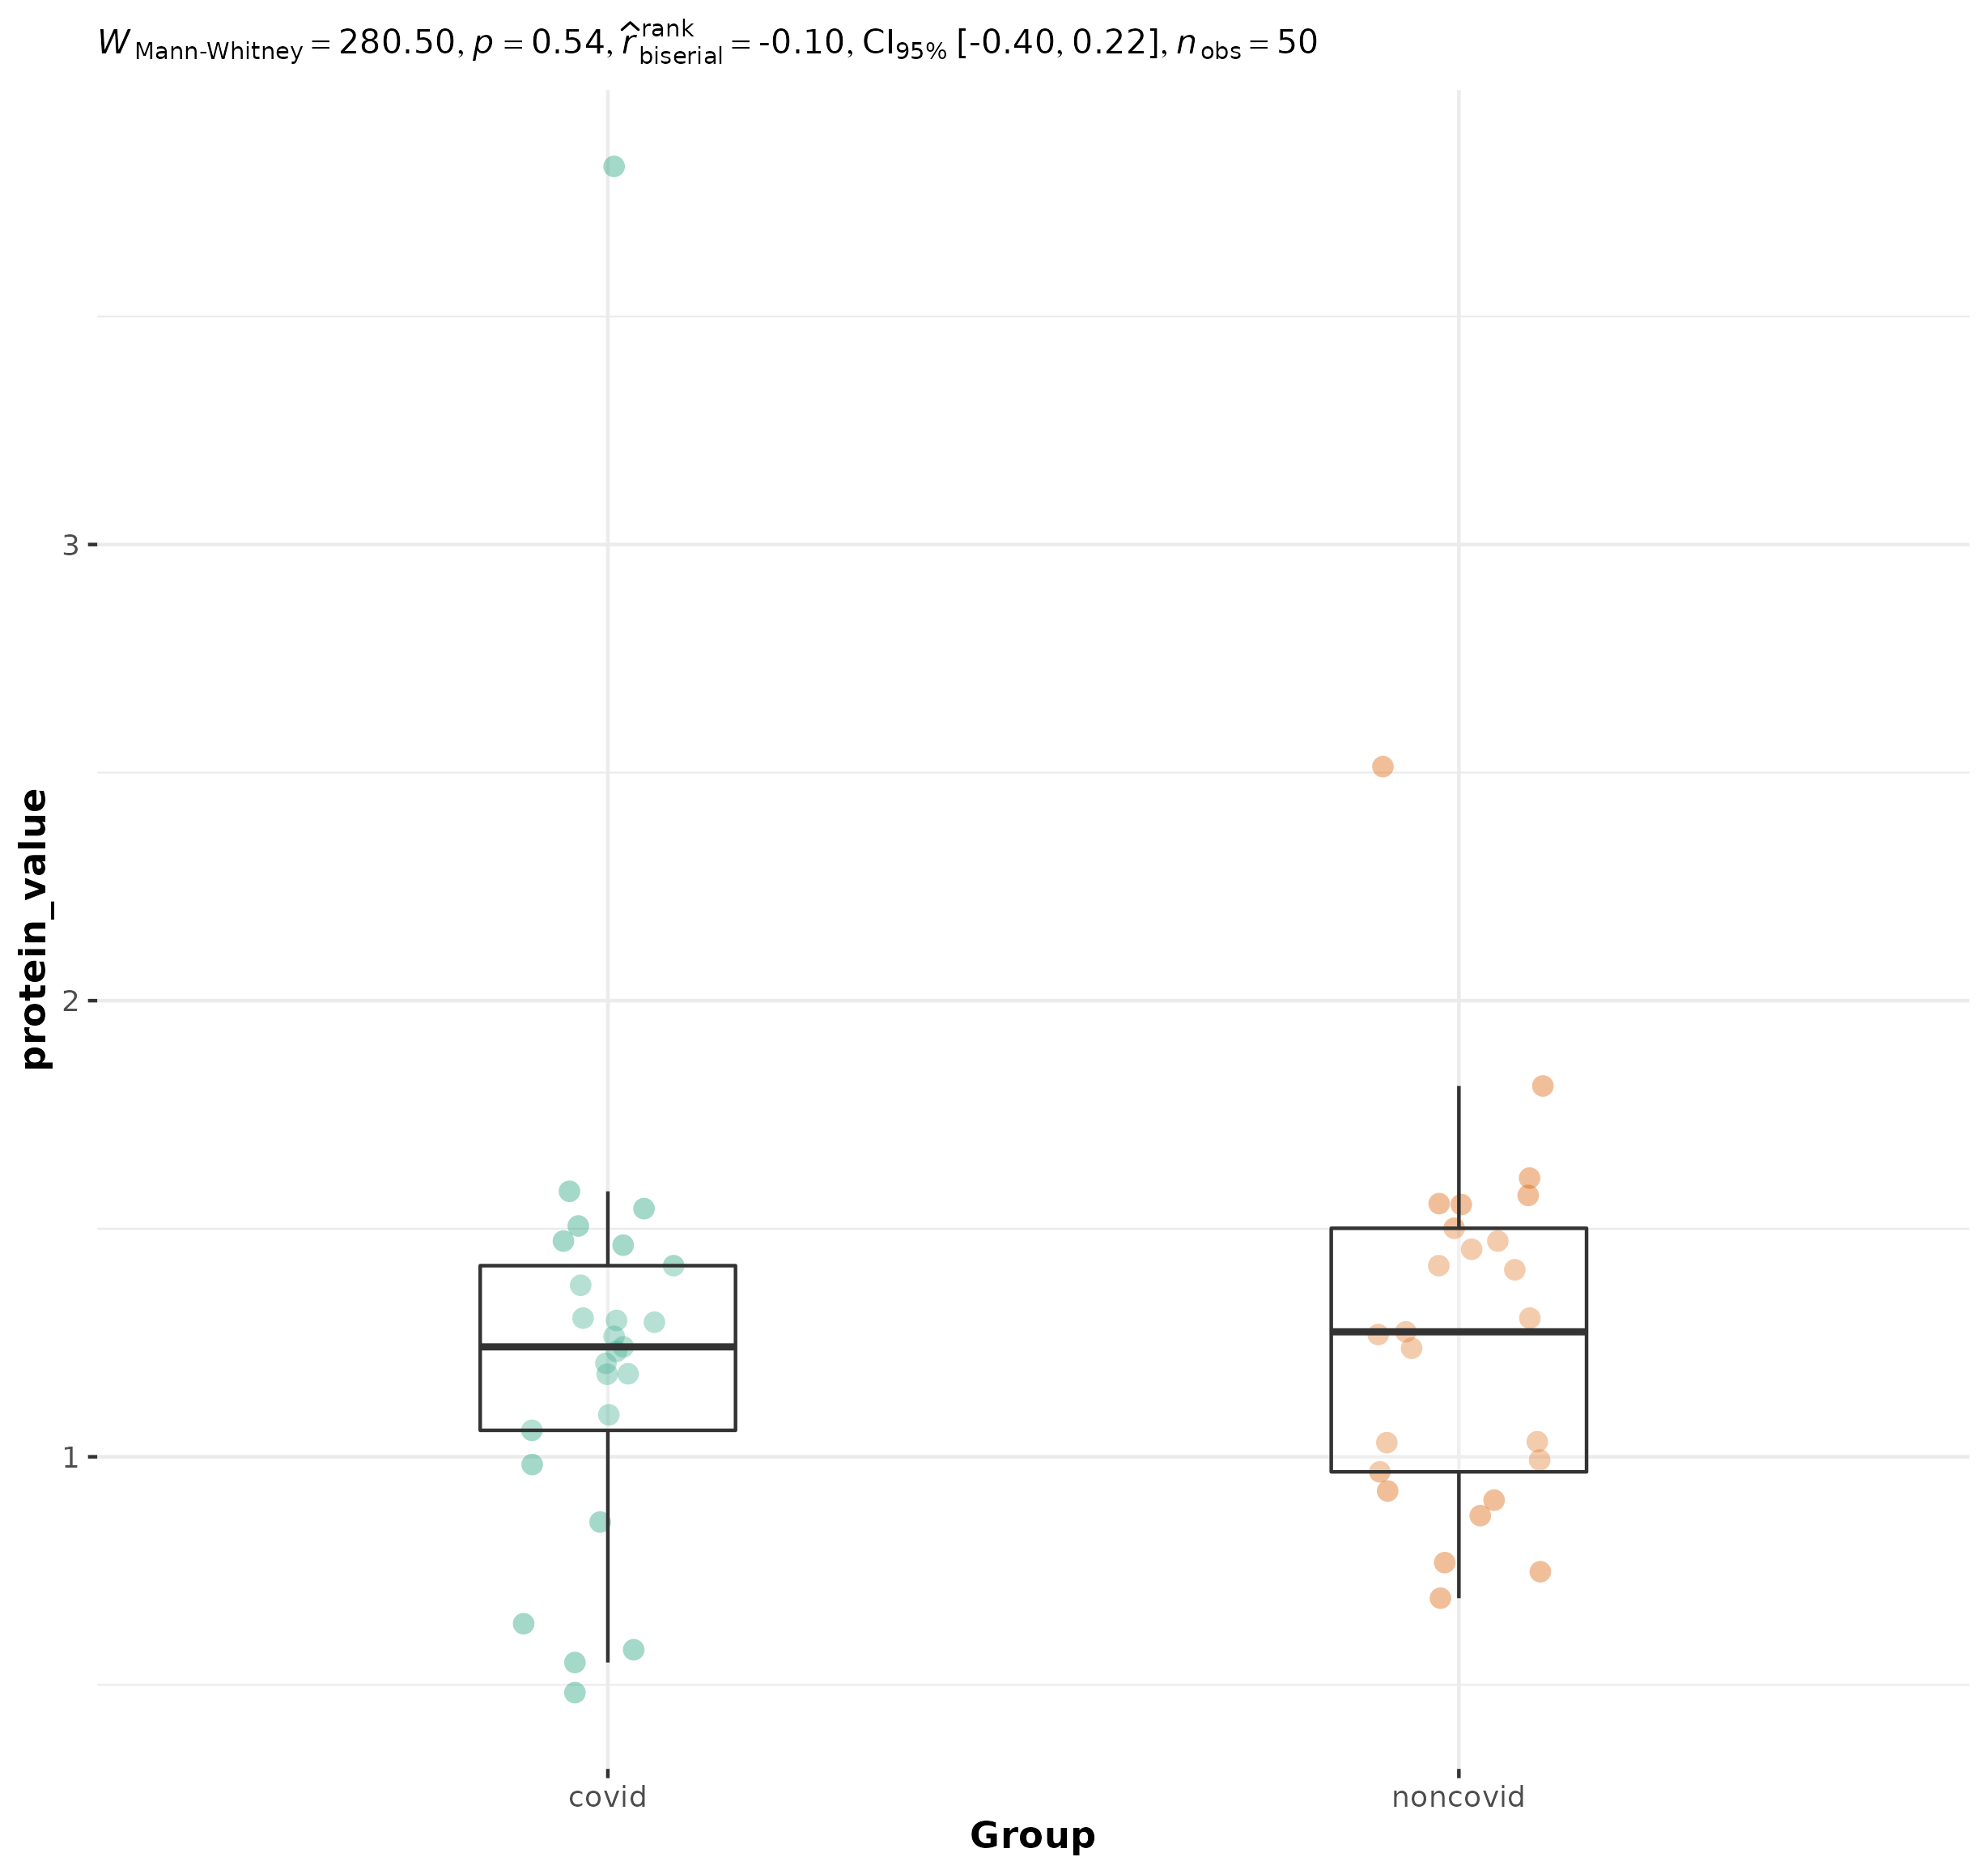 W Mann-Whitney = 280.50, p = 0.54, r̂ rank biserial = -0.10, CI95% [-0.40, 0.22], n obs = 50
3
2
1
protein_value
covid noncovid
Group